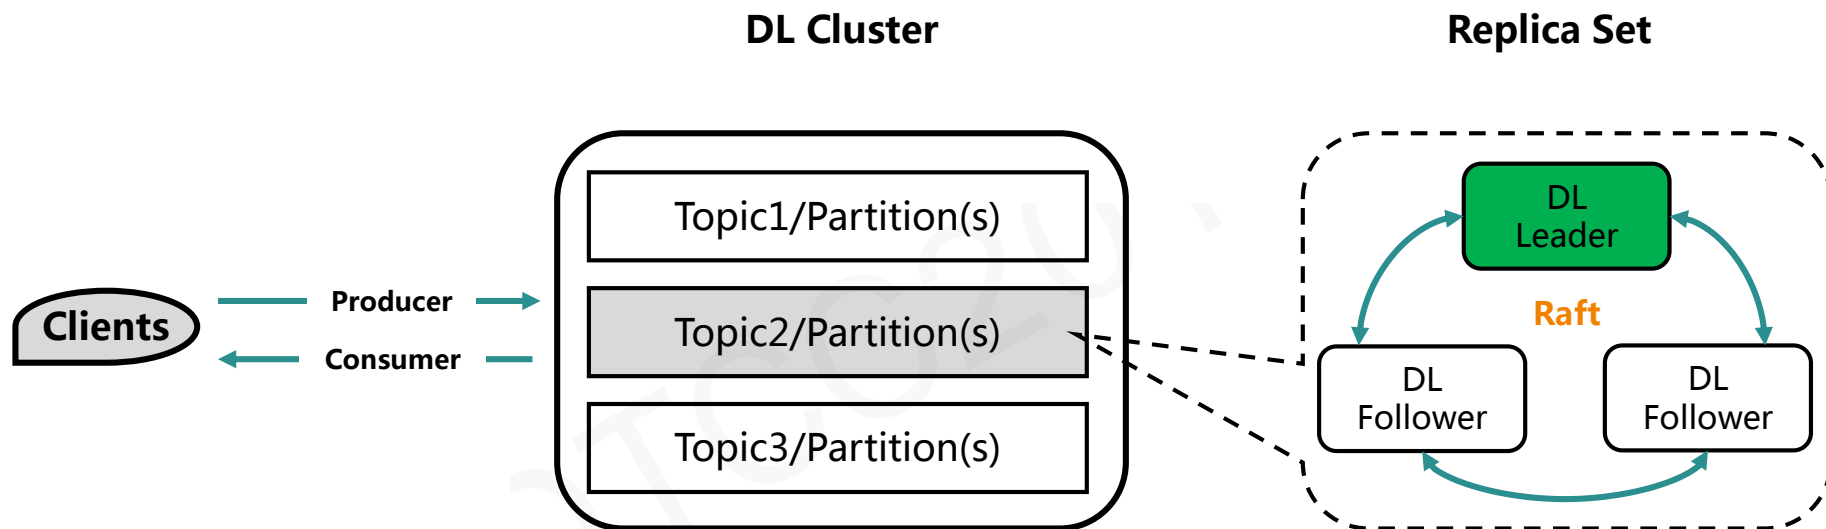 DL Cluster
Replica Set
Clients
Producer
Consumer
Topic1/Partition(s)
Topic2/Partition(s)
Topic3/Partition(s)
DL
Leader
Raft
DL
Follower
DL
Follower